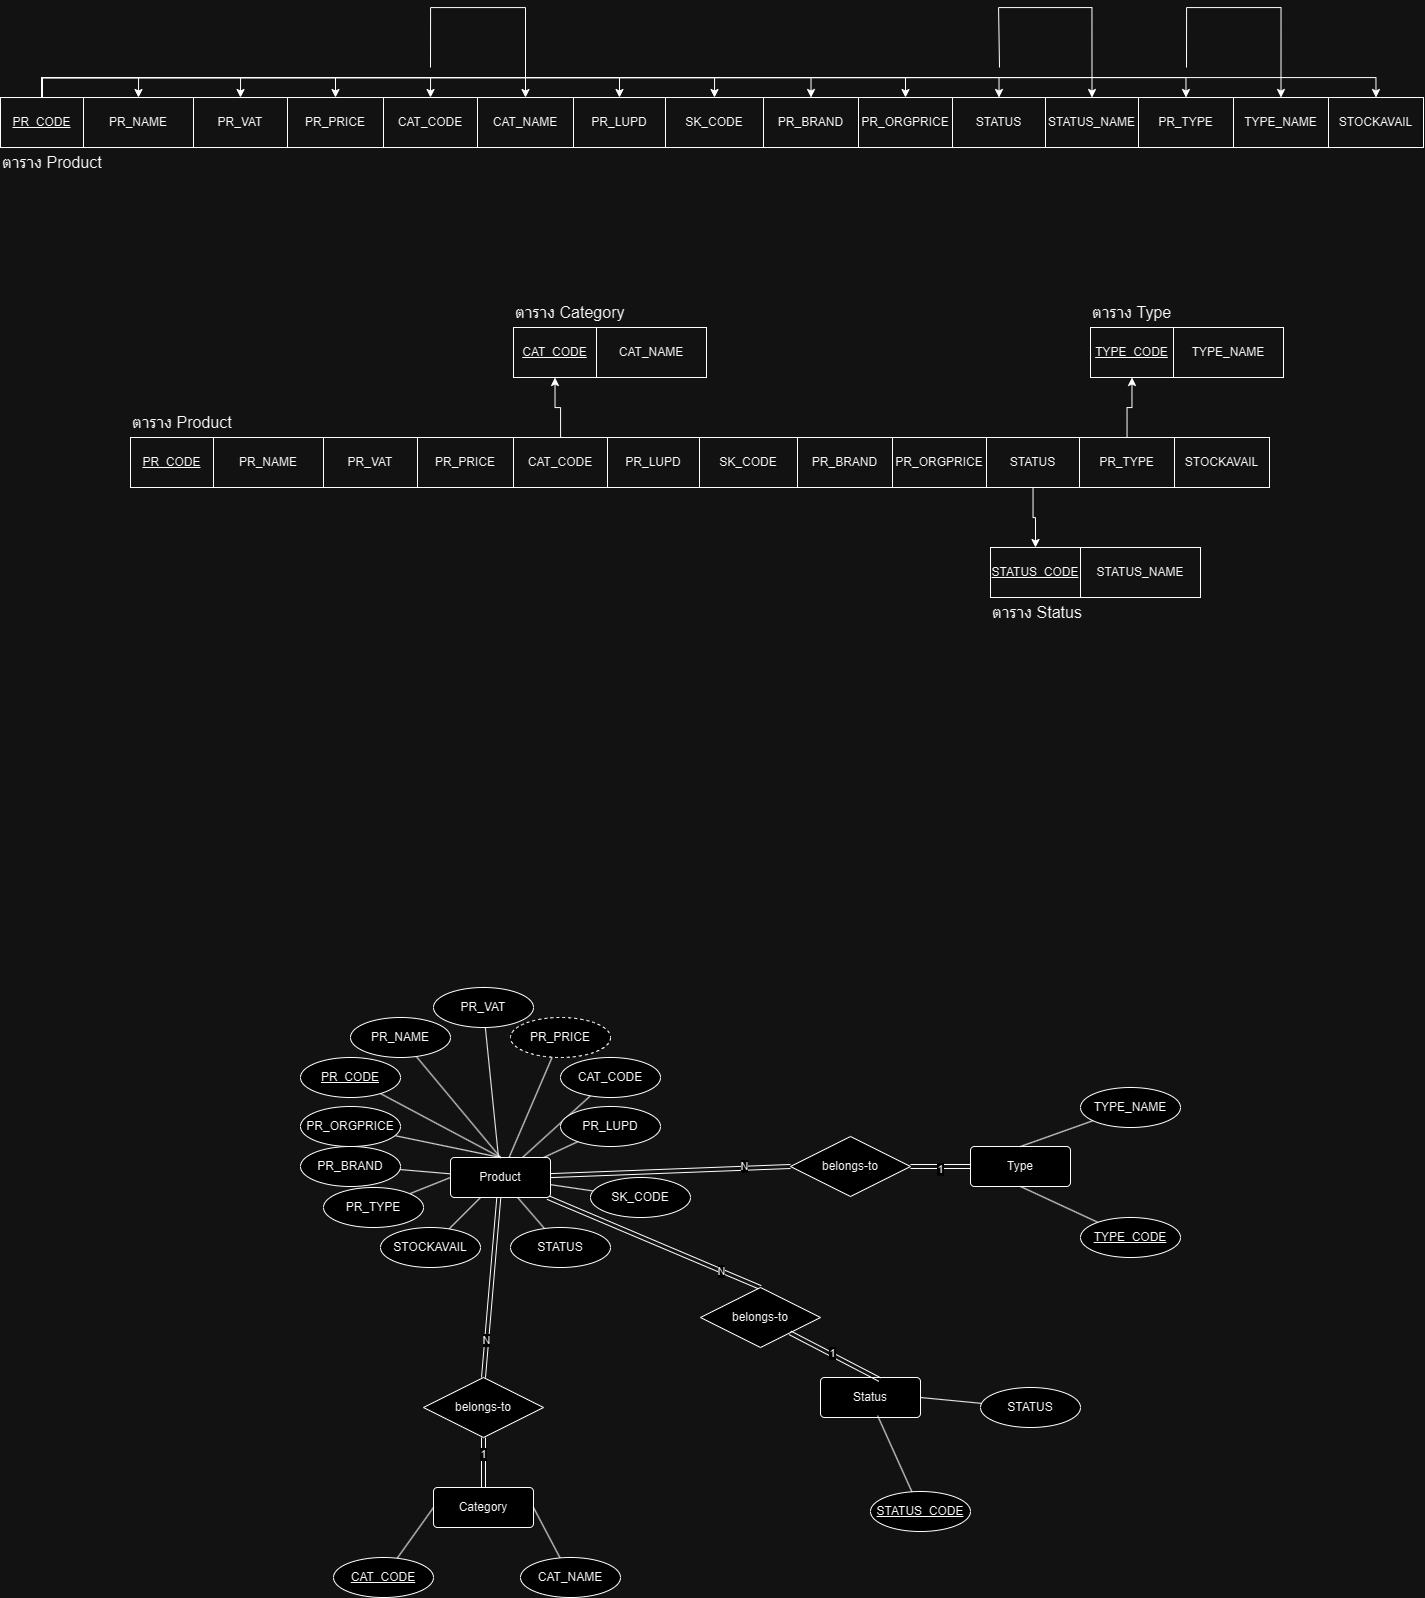 PR_CODE PR_NAME PR_VAT PR_PRICE CAT_CODE CAT_NAME PR_LUPD SK_CODE PR_BRAND PR_ORGPRICE STATUS STATUS_NAME PR_TYPE TYPE_NAME STOCKAVAIL
ตาราง Product
ตาราง Category
ตาราง Type
CAT_CODE CAT_NAME
TYPE_CODE TYPE_NAME
ตาราง Product
PR_CODE PR_NAME PR_VAT PR_PRICE CAT_CODE PR_LUPD SK_CODE PR_BRAND PR_ORGPRICE STATUS PR_TYPE STOCKAVAIL
STATUS_CODE STATUS_NAME
ตาราง Status
PR_VAT
PR_NAME
PR_PRICE
PR_CODE
CAT_CODE
TYPE_NAME
PR_ORGPRICE
PR_LUPD
PR_BRAND
Product
N
belongs-to
1
Type
PR_TYPE
SK_CODE
STOCKAVAIL
STATUS
TYPE_CODE
N
belongs-to
N
1
belongs-to
Status
STATUS
1
Category
STATUS_CODE
CAT_CODE
CAT_NAME